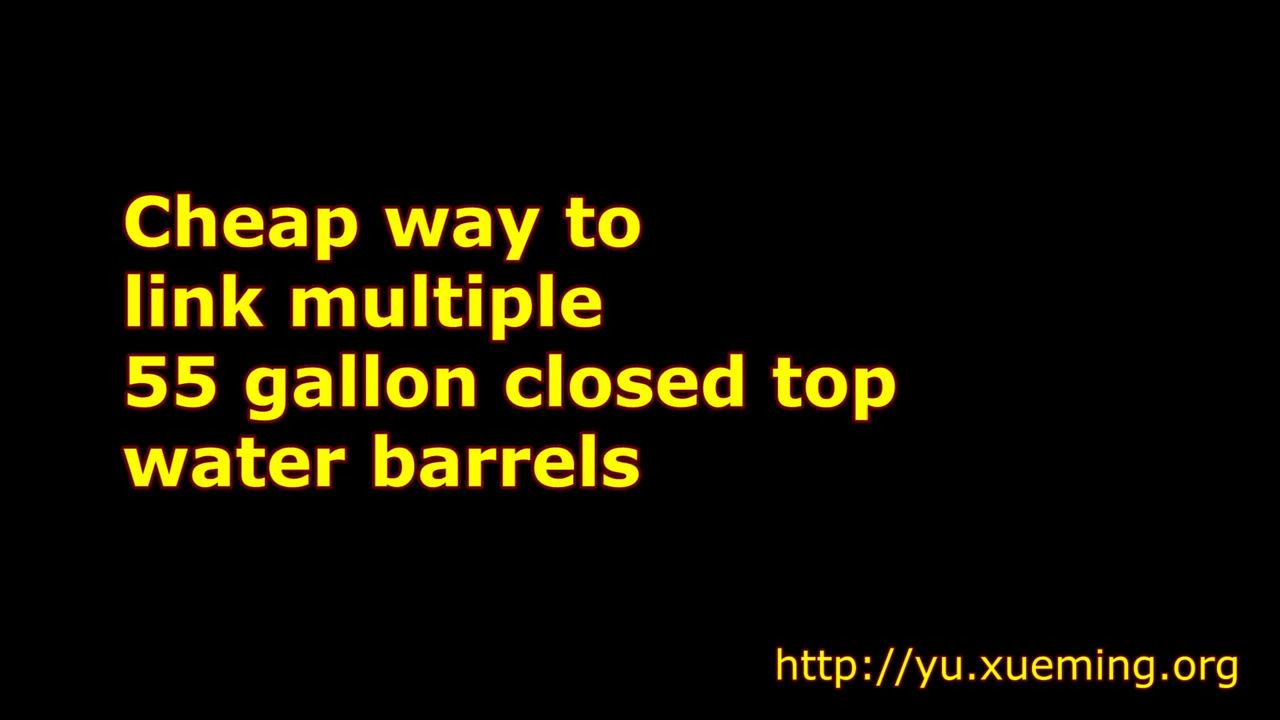 Cheap way to
link multiple
55 gallon closed top
water barrels
http://yu.xueming.org